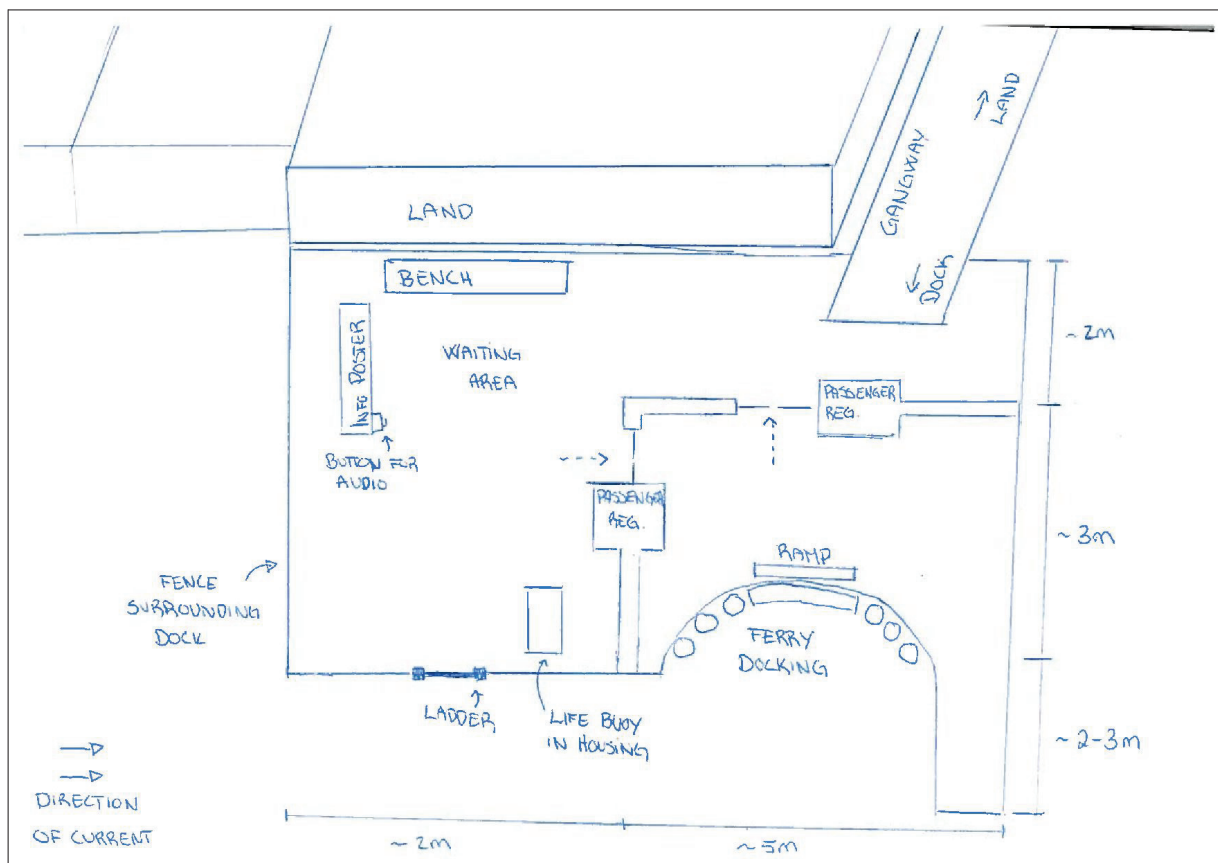 LAND
GANGWAY
LAND
DOCK
BENCH
INFO POSTER
WAITING
AREA
BUTTON FOR
AUDIO
PASSENGER
REG.
PASSENGER
REG.
~2m
~3m
RAMP
FERRY
DOCKING
FENCE
SURROUNDING
DOCK
LADDER
LIFE BUOY
IN HOUSING
~2-3m
DIRECTION
OF CURRENT
~2m
~5m